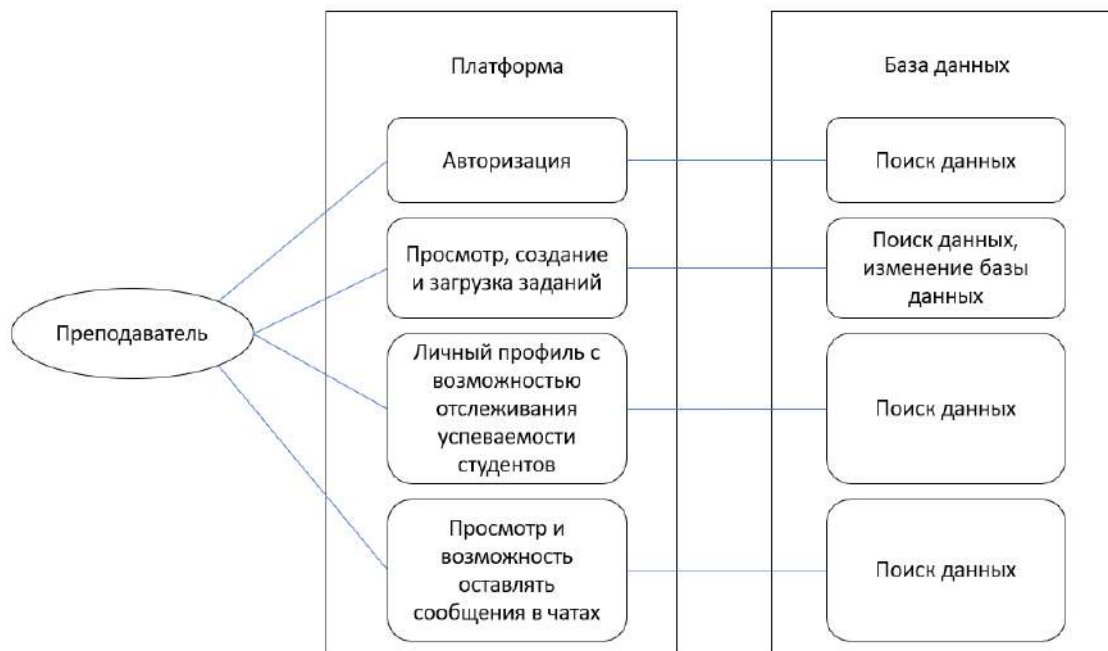 Платформа
База данных
Авторизация
Поиск данных
Просмотр, создание
и загрузка заданий
Поиск данных,
изменение базы
данных
Преподаватель
Личный профиль с
возможностью
отслеживания
успеваемости
студентов
Поиск данных
Просмотр и
возможность
оставлять
сообщения в чатах
Поиск данных